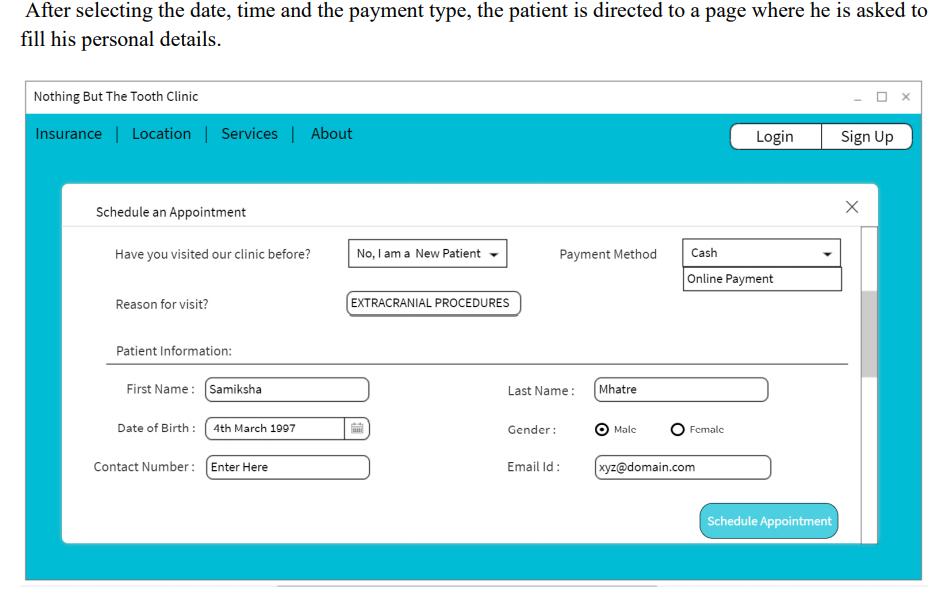 After selecting the date, time and the payment type, the patient is directed to a page where he is asked to
fill his personal details.
Nothing But The Tooth Clinic
Insurance | Location | Services | About
Login
Sign Up
Schedule an Appointment
Have you visited our clinic before?
No, I am a New Patient
Payment Method
Cash
Online Payment
Reason for visit?
EXTRACRANIAL PROCEDURES
Patient Information:
First Name :
Samiksha
Last Name :
Mhatre
Date of Birth :
4th March 1997
Gender :
Male
Female
Contact Number :
Enter Here
Email Id :
xyz@domain.com
Schedule Appointment